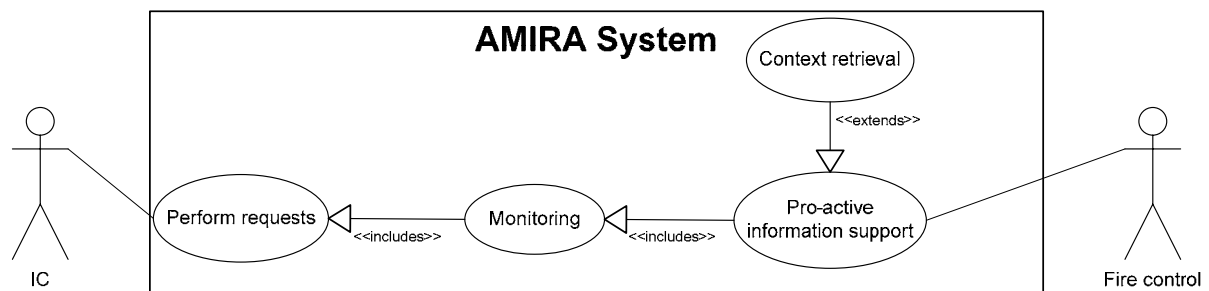 AMIRA System
Context retrieval
<<extends>>
Perform requests
<<includes>>
Monitoring
<<includes>>
Pro-active
information support
IC
Fire control